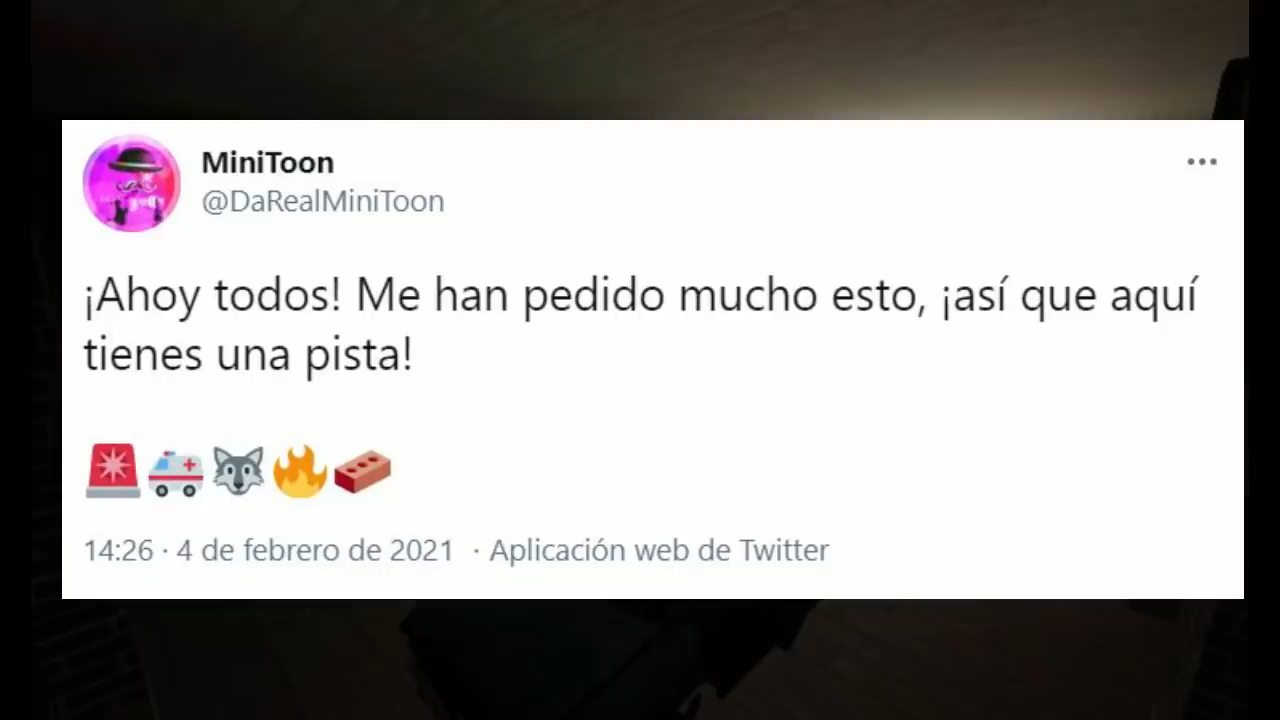 MiniToon
@DaRealMiniToon
¡Ahoy todos! Me han pedido mucho esto, ¡así que aquí
tienes una pista!
🚨🚑🐺🔥🧱
14:26 · 4 de febrero de 2021 · Aplicación web de Twitter